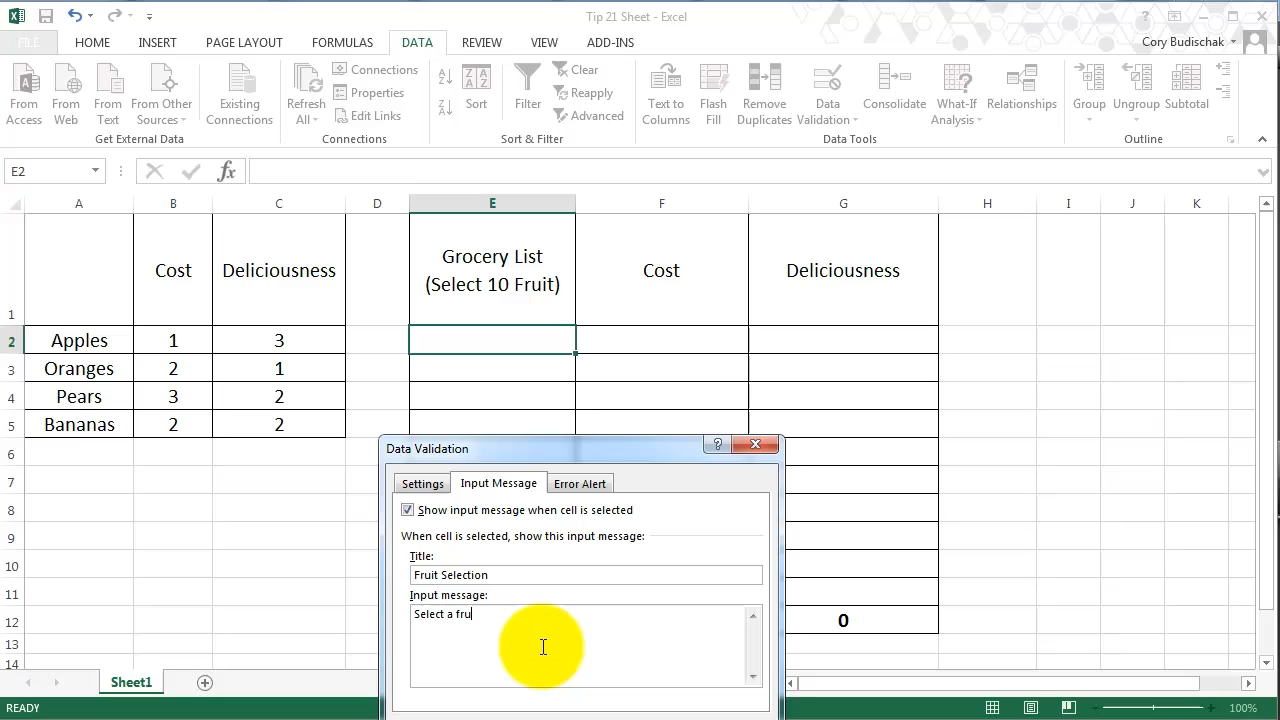 Tip 21 Sheet - Excel
FILE HOME INSERT PAGE LAYOUT FORMULAS DATA REVIEW VIEW ADD-INS Cory Budischak
From Access
From Web
From Text
From Other Sources
Existing Connections
Get External Data
Refresh All
Connections
Properties
Edit Links
Connections
Sort
Filter
Clear
Reapply
Advanced
Sort & Filter
Text to Columns
Flash Fill
Remove Duplicates
Data Validation
Consolidate
What-If Analysis
Relationships
Data Tools
Group
Ungroup
Subtotal
Outline
E2 fx
A B C D E F G H I J K
1 Cost Deliciousness Grocery List (Select 10 Fruit) Cost Deliciousness
2 Apples 1 3
3 Oranges 2 1
4 Pears 3 2
5 Bananas 2 2
6
7
8
9
10
11
12 0
13
14
Data Validation
Settings Input Message Error Alert
Show input message when cell is selected
When cell is selected, show this input message:
Title:
Fruit Selection
Input message:
Select a fru
Sheet1
READY 100%